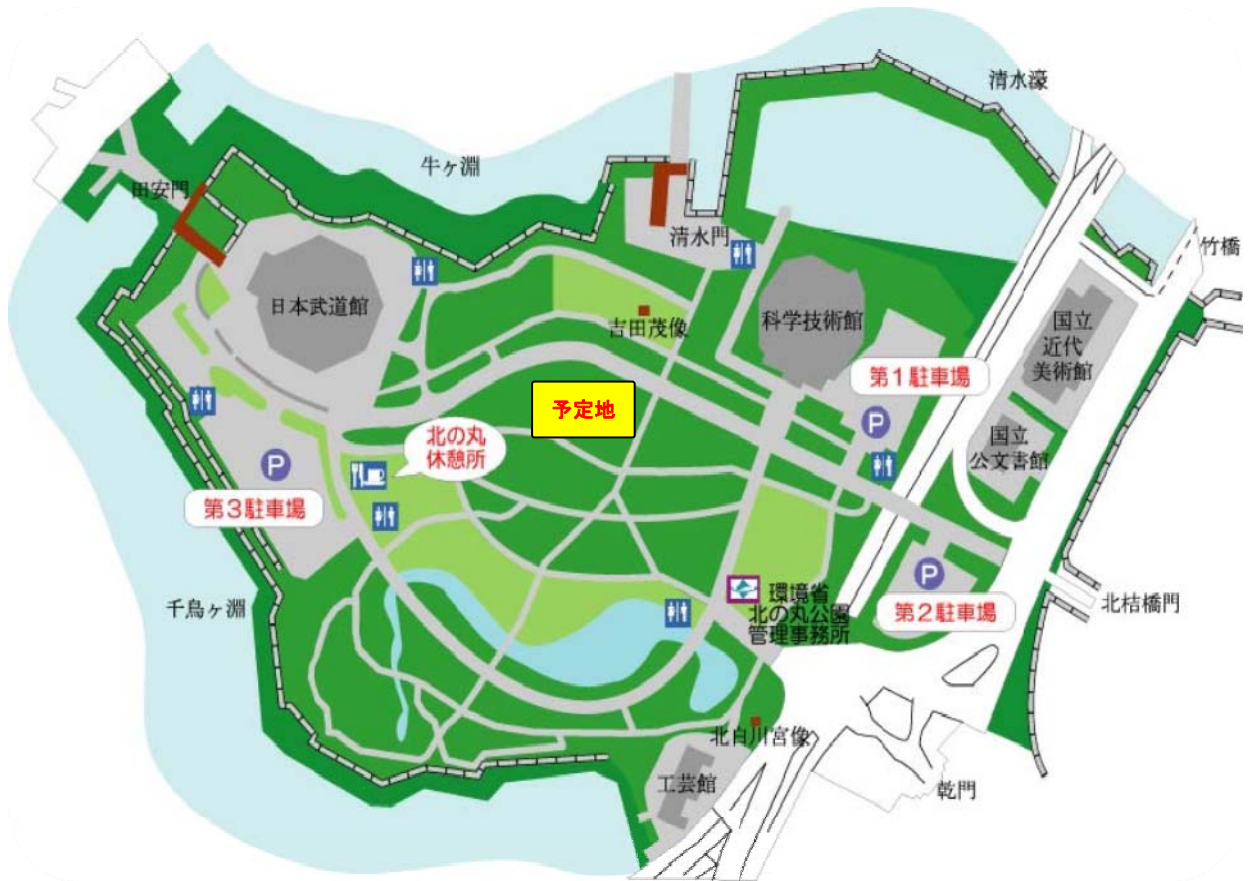 清水濠
牛ヶ淵
田安門
清水門
竹橋
日本武道館
吉田茂像
科学技術館
国立
近代
美術館
第1駐車場
P
予定地
北の丸
休憩所
国立
公文書館
P
第3駐車場
P
環境省
北の丸公園
管理事務所
第2駐車場
千鳥ヶ淵
北桔橋門
北白川宮像
工芸館
乾門